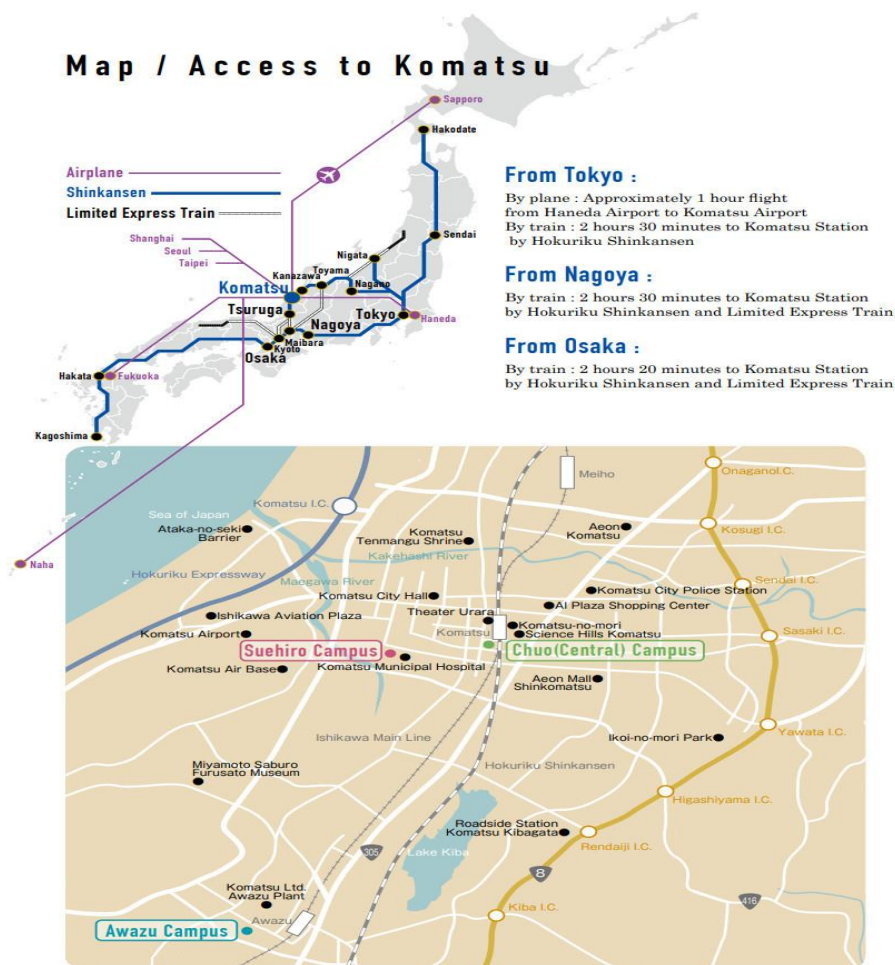 Map / Access to Komatsu
Sapporo
Hakodate
Airplane
Shinkansen
Limited Express Train
Shanghai
Seoul
Taipei
Sendai
Nigata
Toyama
Kanazawa
Nagano
Komatsu
Tsuruga
Tokyo
Haneda
Nagoya
Maibara
Kyoto
Osaka
Hakata
Fukuoka
Kagoshima
Naha
From Tokyo :
By plane : Approximately 1 hour flight
from Haneda Airport to Komatsu Airport
By train : 2 hours 30 minutes to Komatsu Station
by Hokuriku Shinkansen
From Nagoya :
By train : 2 hours 30 minutes to Komatsu Station
by Hokuriku Shinkansen and Limited Express Train
From Osaka :
By train : 2 hours 20 minutes to Komatsu Station
by Hokuriku Shinkansen and Limited Express Train
OnaganoI.C.
Meiho
Komatsu I.C.
Sea of Japan
Ataka-no-seki
Barrier
Komatsu
Tenmangu Shrine
Aeon
Komatsu
Kosugi I.C.
Kakehashi River
Hokuriku Expressway
Maegawa River
Sendai I.C.
Komatsu City Hall
Komatsu City Police Station
Al Plaza Shopping Center
Ishikawa Aviation Plaza
Theater Urara
Komatsu-no-mori
Komatsu Airport
Komatsu
Science Hills Komatsu
Sasaki I.C.
Suehiro Campus
Chuo(Central) Campus
Komatsu Air Base
Komatsu Municipal Hospital
Aeon Mall
Shinkomatsu
Ishikawa Main Line
Ikoi-no-mori Park
Yawata I.C.
Miyamoto Saburo
Furusato Museum
Hokuriku Shinkansen
Higashiyama I.C.
Roadside Station
Komatsu Kibagata
Rendaiji I.C.
305
Lake Kiba
8
Komatsu Ltd.
Awazu Plant
416
Kiba I.C.
Awazu
Awazu Campus